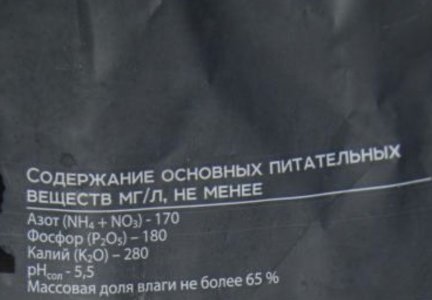 СОДЕРЖАНИЕ ОСНОВНЫХ ПИТАТЕЛЬНЫХ
ВЕЩЕСТВ МГ/Л, НЕ МЕНЕЕ
Азот (NH₄ + NO₃) - 170
Фосфор (P₂O₅) – 180
Калий (K₂O) – 280
pHсол - 5,5
Массовая доля влаги не более 65 %